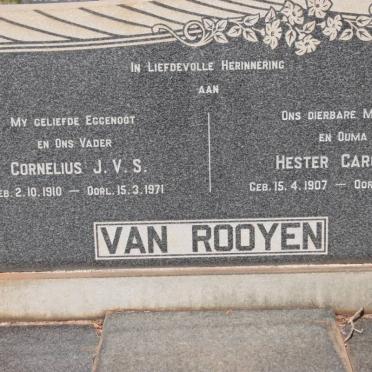 In Liefdevolle Herinnering
aan
My geliefde Eggenoot
en Ons Vader
Cornelius J. V. S.
Geb. 2.10.1910 — Oorl. 15.3.1971
Ons dierbare
en Ouma
Hester
Geb. 15.4.1907 —
VAN ROOYEN